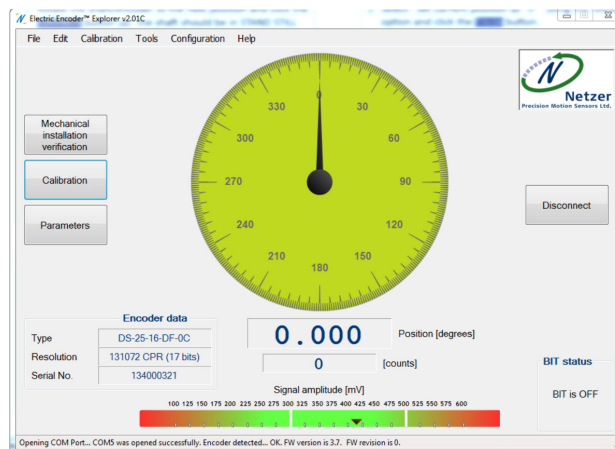 Electric Encoder™ Explorer v2.01C
File Edit Calibration Tools Configuration Help
Netzer
Precision Motion Sensors Ltd.
Mechanical
installation
verification
Calibration
Parameters
0
30
60
90
120
150
180
210
240
270
300
330
Disconnect
Encoder data
Type DS-25-16-DF-0C
Resolution 131072 CPR (17 bits)
Serial No. 134000321
0.000 Position [degrees]
0 [counts]
BIT status
BIT is OFF
Signal amplitude [mV]
100 125 150 175 200 225 250 275 300 325 350 375 400 425 450 475 500 525 550 575 600
Opening COM Port... COM5 was opened successfully. Encoder detected... OK. FW version is 3.7. FW revision is 0.